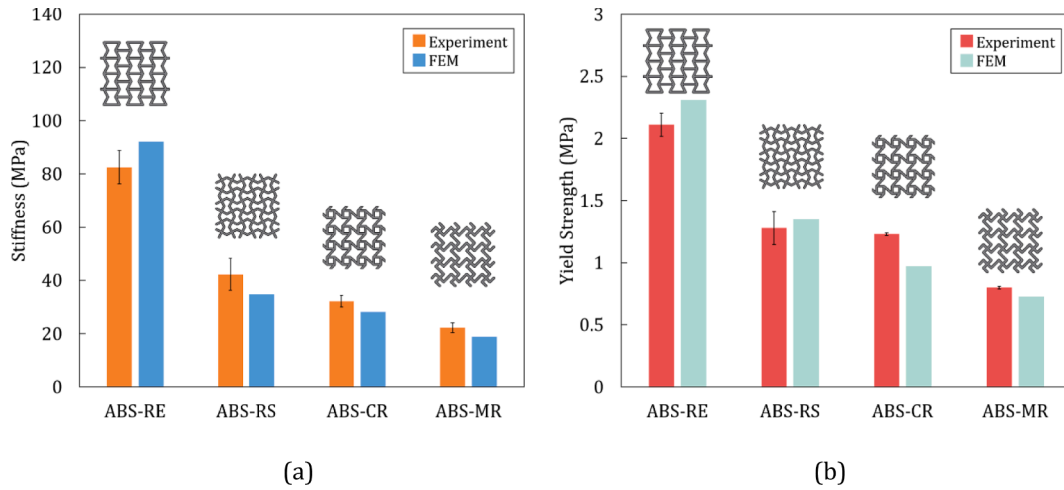 140
120
100
80
60
40
20
0
Stiffness (MPa)
Experiment
FEM
ABS-RE ABS-RS ABS-CR ABS-MR
(a)
3
2.5
2
1.5
1
0.5
0
Yield Strength (MPa)
Experiment
FEM
ABS-RE ABS-RS ABS-CR ABS-MR
(b)